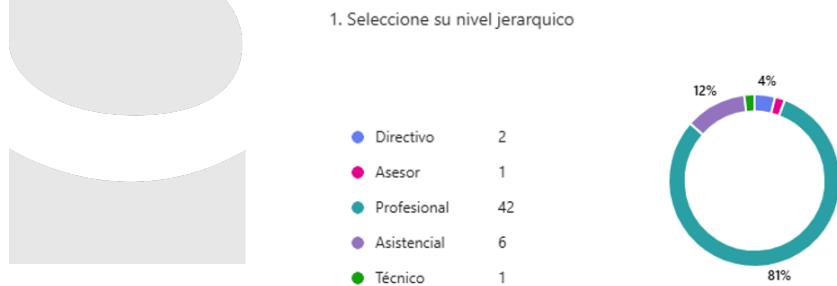 1. Seleccione su nivel jerarquico
4%
12%
Directivo 2
Asesor 1
Profesional 42
Asistencial 6
Técnico 1
81%